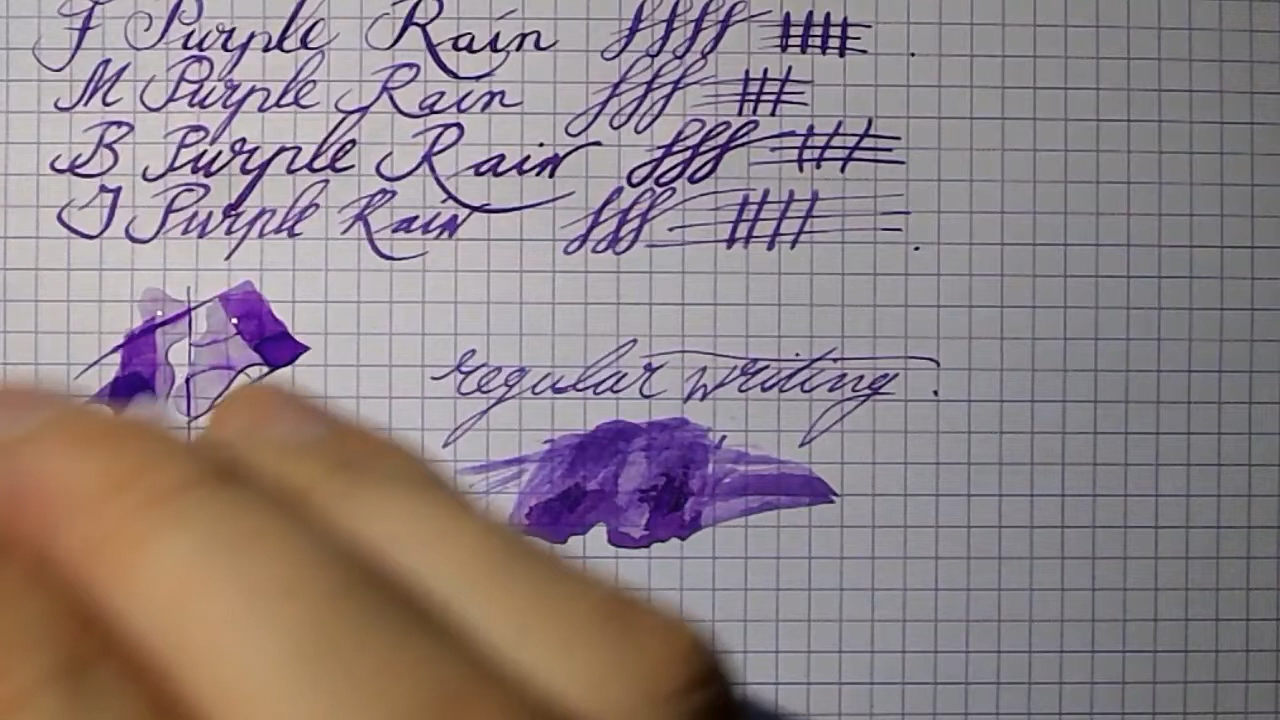 F Purple Rain
M Purple Rain
B Purple Rain
J Purple Rain
regular writing.